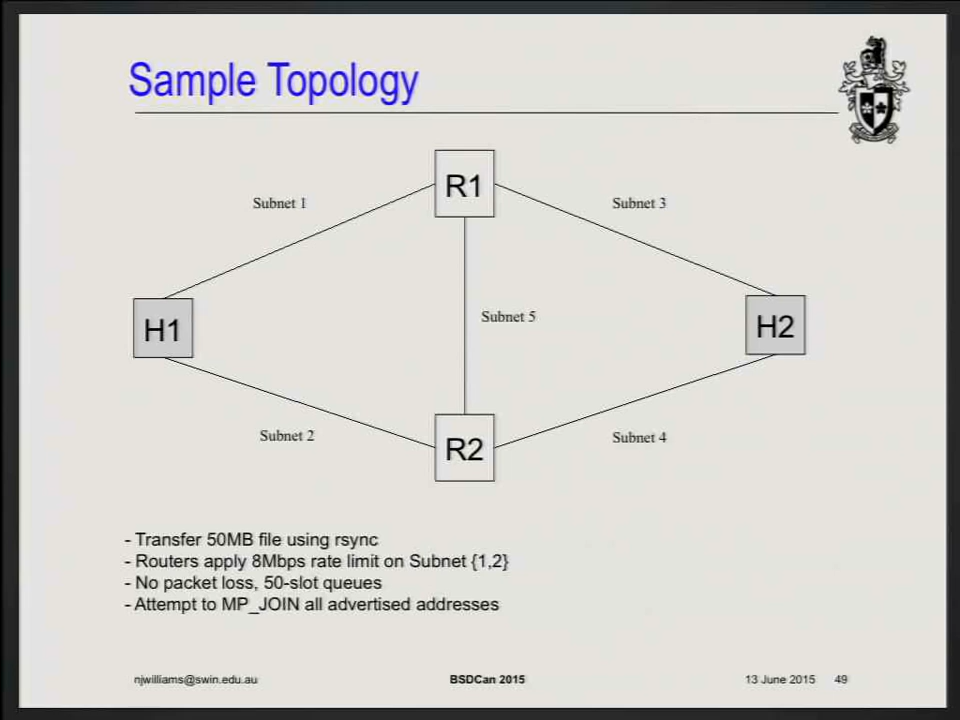 Sample Topology
R1
Subnet 1
Subnet 3
H1
Subnet 5
H2
Subnet 2
R2
Subnet 4
- Transfer 50MB file using rsync
- Routers apply 8Mbps rate limit on Subnet {1,2}
- No packet loss, 50-slot queues
- Attempt to MP_JOIN all advertised addresses
njwilliams@swin.edu.au BSDCan 2015 13 June 2015 49